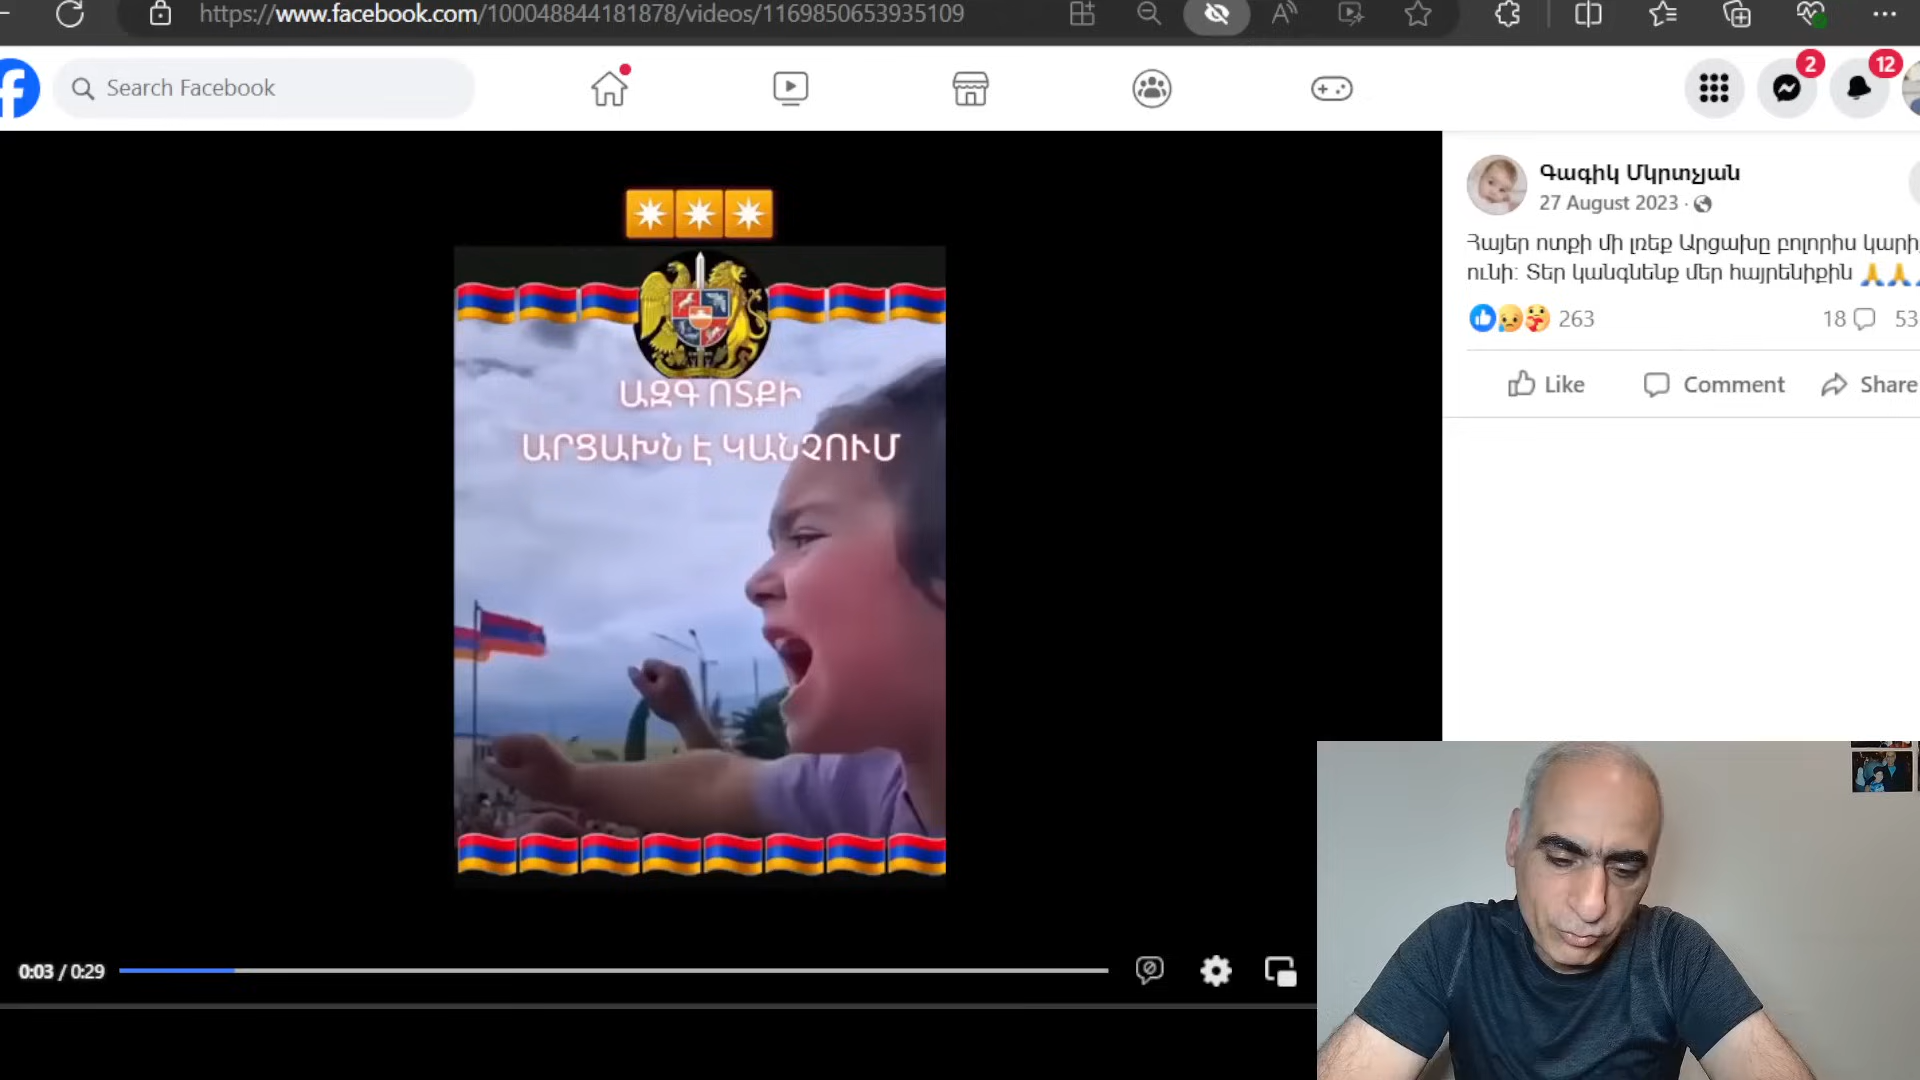 https://www.facebook.com/100048844181878/videos/1169850653935109
Search Facebook
2
12
ԱԶԳ ՈՏՔԻ
ԱՐՑԱԽՆ Է ԿԱՆՉՈՒՄ
0:03 / 0:29
Գագիկ Մկրտչյան
27 August 2023
Հայեր ոտքի մի լռեք Արցախը բոլորիս
ունի: Տեր կանգնենք մեր հայրենիքին
263
18
53
Like
Comment
Share